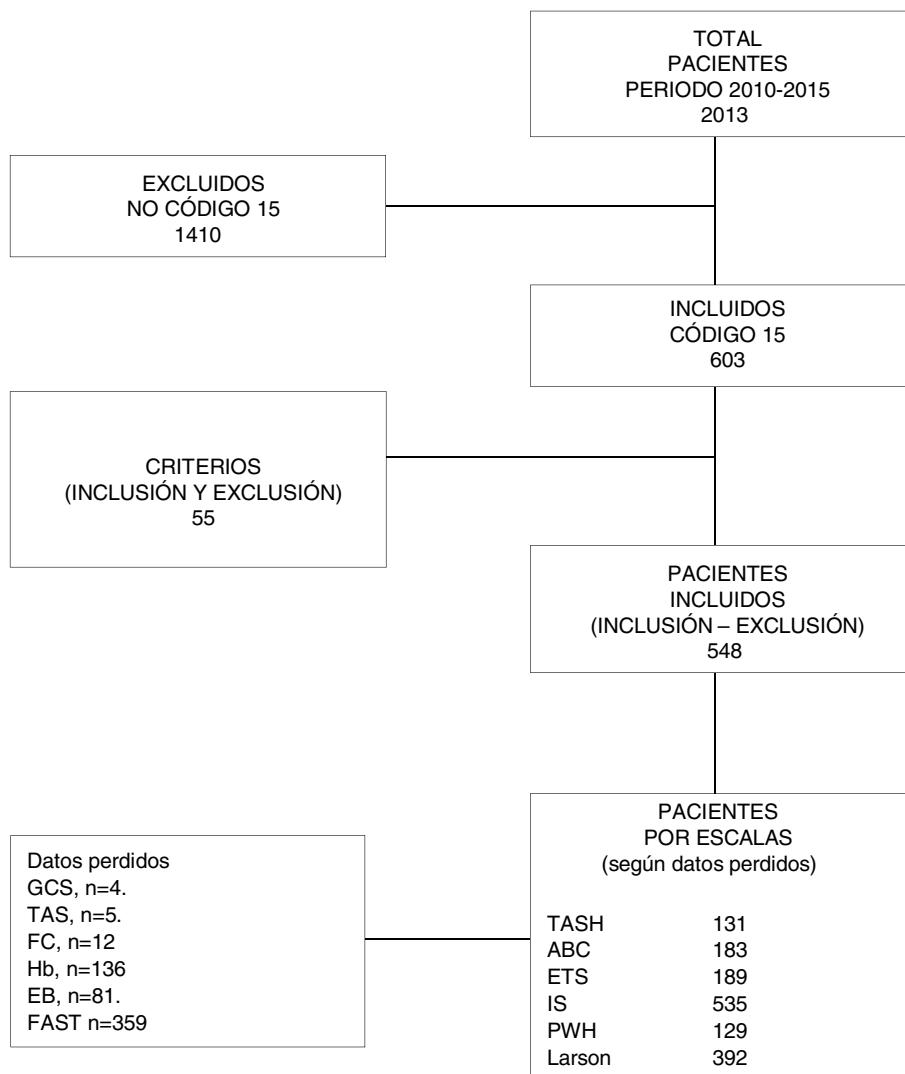 TOTAL
PACIENTES
PERIODO 2010-2015
2013
EXCLUIDOS
NO CÓDIGO 15
1410
INCLUIDOS
CÓDIGO 15
603
CRITERIOS
(INCLUSIÓN Y EXCLUSIÓN)
55
PACIENTES
INCLUIDOS
(INCLUSIÓN – EXCLUSIÓN)
548
Datos perdidos
GCS, n=4.
TAS, n=5.
FC, n=12
Hb, n=136
EB, n=81.
FAST n=359
PACIENTES
POR ESCALAS
(según datos perdidos)
TASH 131
ABC 183
ETS 189
IS 535
PWH 129
Larson 392